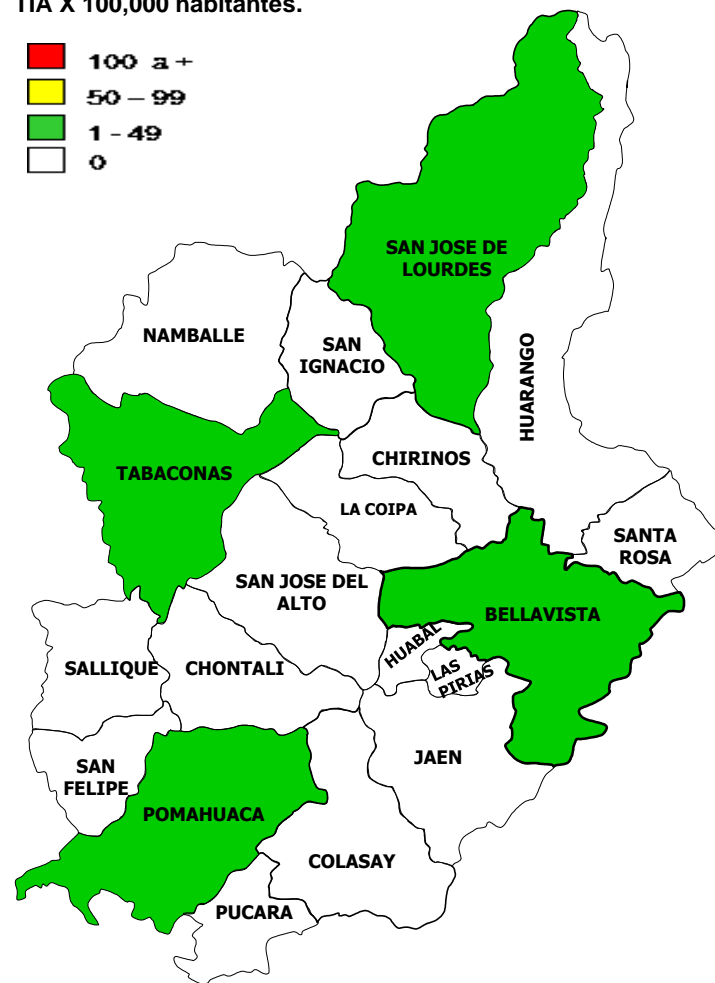 TIA X 100,000 habitantes.
100 a +
50 – 99
1 - 49
0
SAN JOSE DE
LOURDES
NAMBALLE
SAN
IGNACIO
HUARANGO
TABACONAS
CHIRINOS
LA COIPA
SANTA
ROSA
SAN JOSE DEL
ALTO
BELLAVISTA
HUABAL
LAS
PIRIAS
SALLIQUE
CHONTALI
SAN
FELIPE
JAEN
POMAHUACA
COLASAY
PUCARA